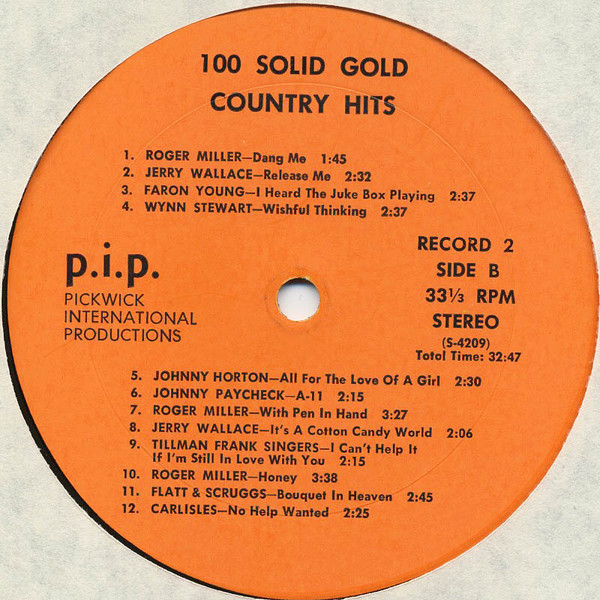 100 SOLID GOLD
COUNTRY HITS
1. ROGER MILLER—Dang Me 1:45
2. JERRY WALLACE—Release Me 2:32
3. FARON YOUNG—I Heard The Juke Box Playing 2:37
4. WYNN STEWART—Wishful Thinking 2:37
p.i.p.
PICKWICK
INTERNATIONAL
PRODUCTIONS
RECORD 2
SIDE B
33⅓ RPM
STEREO
(S-4209)
Total Time: 32:47
5. JOHNNY HORTON—All For The Love Of A Girl 2:30
6. JOHNNY PAYCHECK—A-11 2:15
7. ROGER MILLER—With Pen In Hand 3:27
8. JERRY WALLACE—It's A Cotton Candy World 2:06
9. TILLMAN FRANK SINGERS—I Can't Help It
If I'm Still In Love With You 2:15
10. ROGER MILLER—Honey 3:38
11. FLATT & SCRUGGS—Bouquet In Heaven 2:45
12. CARLISLES—No Help Wanted 2:25